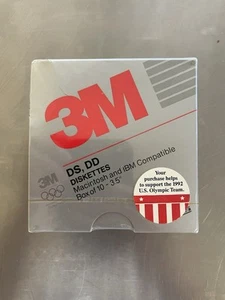 3M
DS, DD
DISKETTES
Macintosh and IBM Compatible
Box of 10 - 3.5"
3M
Your
purchase helps
to support the 1992
U.S. Olympic Team.